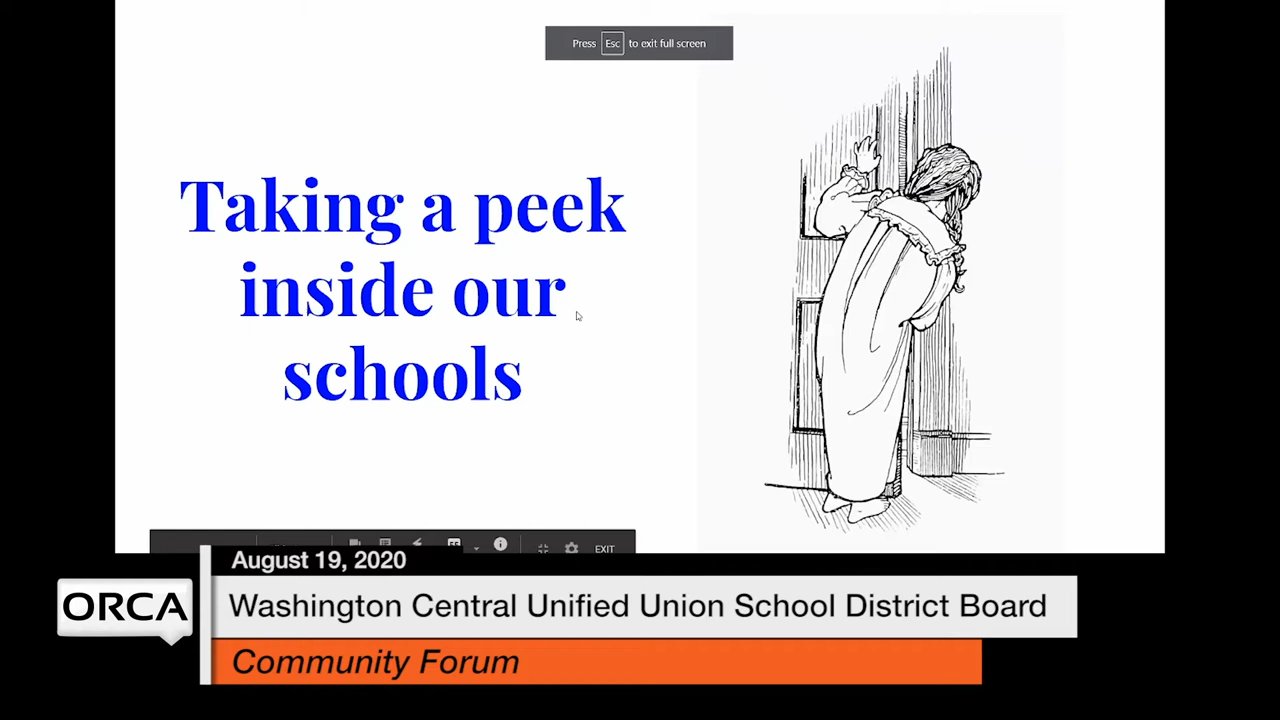 Press Esc to exit full screen
Taking a peek
inside our
schools
EXIT
August 19, 2020
ORCA
Washington Central Unified Union School District Board
Community Forum